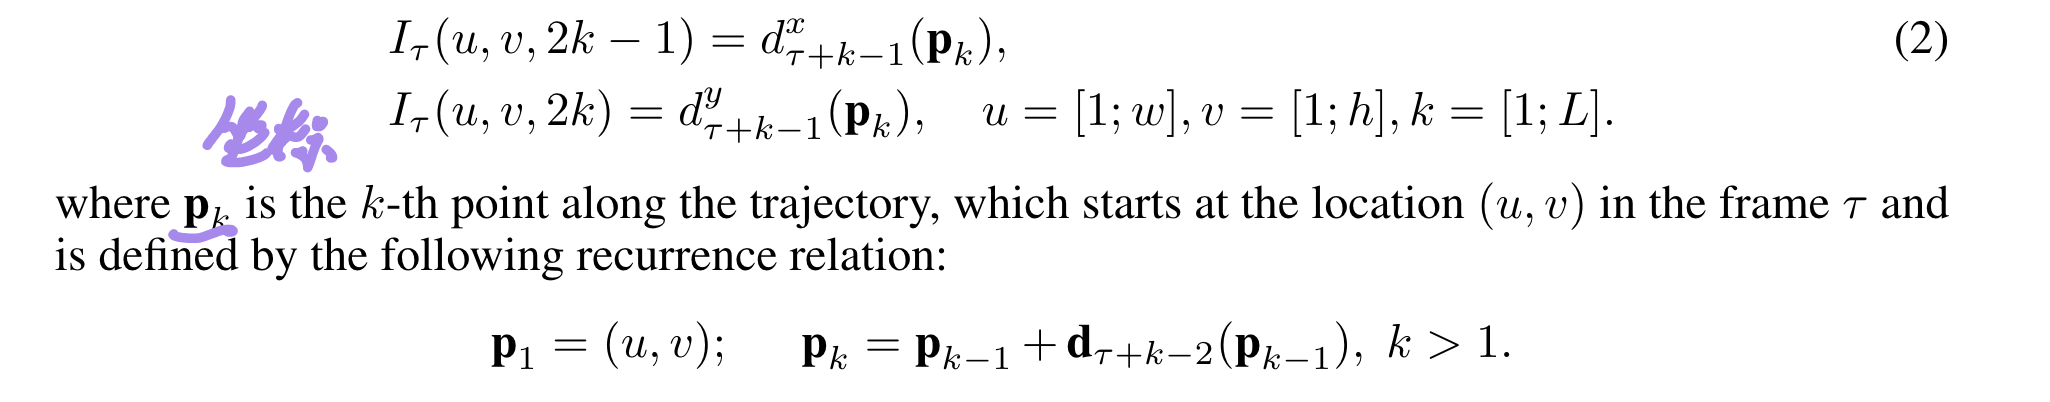 I_τ(u, v, 2k − 1) = d^x_{τ+k−1}(𝐩_k), (2)
I_τ(u, v, 2k) = d^y_{τ+k−1}(𝐩_k), u = [1; w], v = [1; h], k = [1; L].
坐标
where 𝐩_k is the k-th point along the trajectory, which starts at the location (u, v) in the frame τ and
is defined by the following recurrence relation:
𝐩_1 = (u, v); 𝐩_k = 𝐩_{k−1} + 𝐝_{τ+k−2}(𝐩_{k−1}), k > 1.